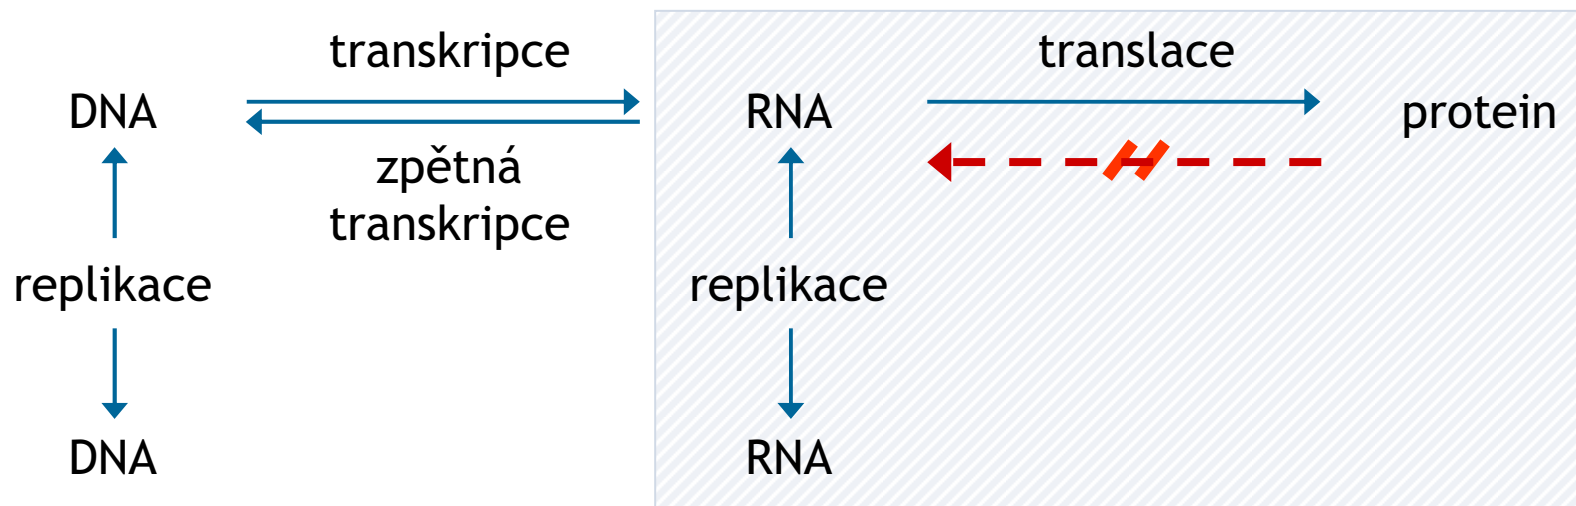 transkripce
translace
DNA
RNA
protein
zpětná
transkripce
replikace
replikace
DNA
RNA